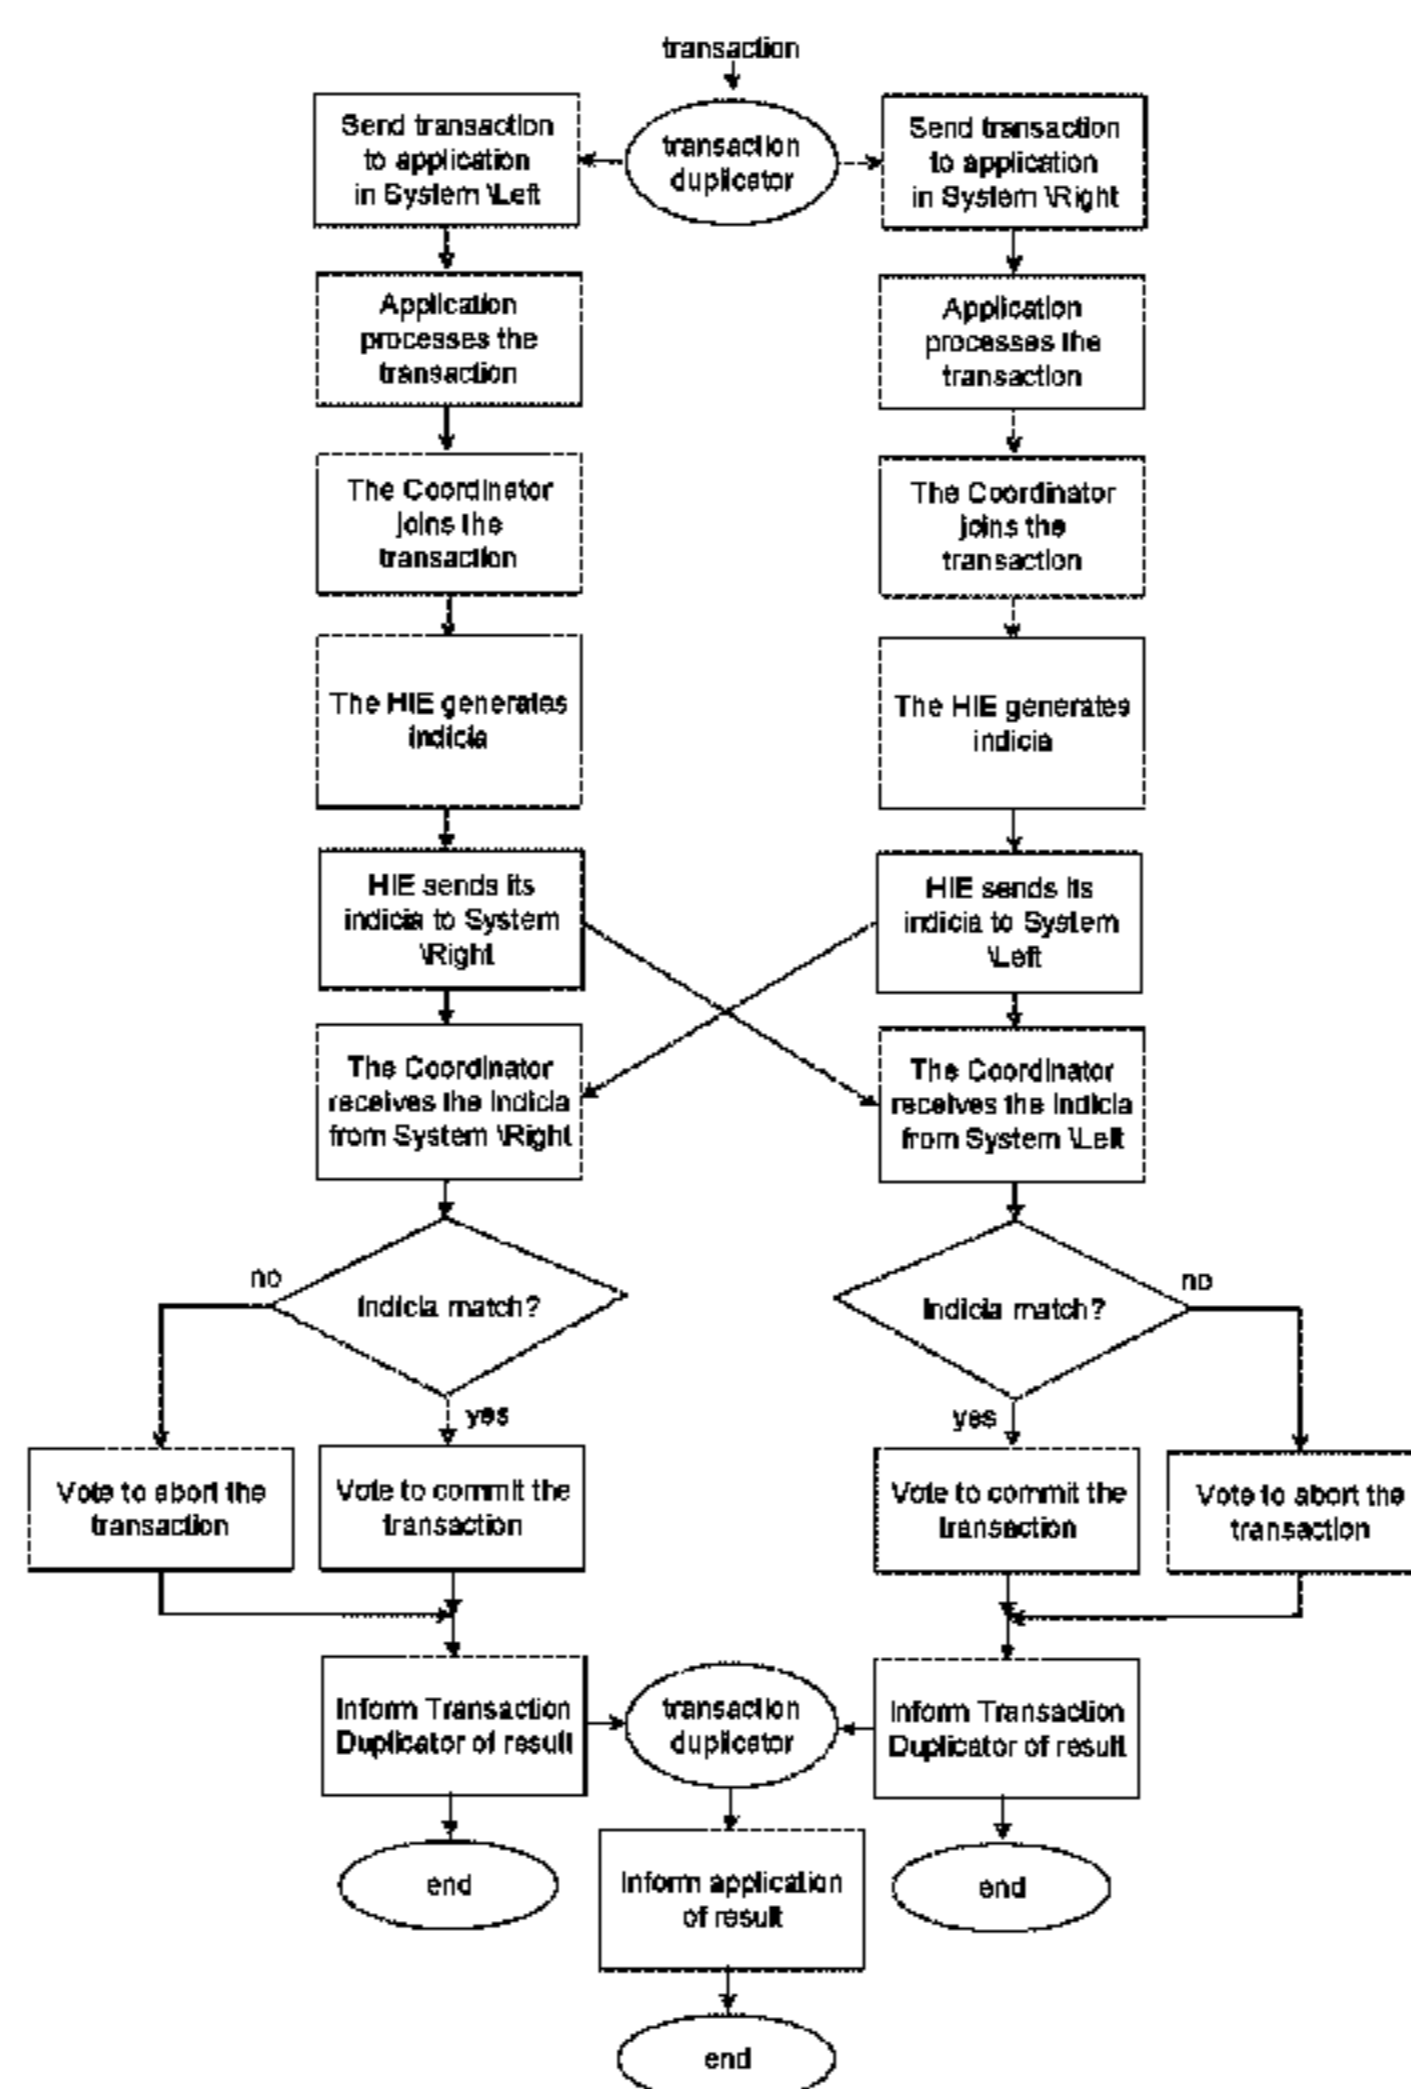 transaction
transaction
duplicator
Send transaction
to application
in System \Left
Send transaction
to application
in System \Right
Application
processes the
transaction
Application
processes the
transaction
The Coordinator
joins the
transaction
The Coordinator
joins the
transaction
The HIE generates
indicia
The HIE generates
indicia
HIE sends its
indicia to System
\Right
HIE sends its
indicia to System
\Left
The Coordinator
receives the Indicia
from System \Right
The Coordinator
receives the Indicia
from System \Left
no
Indicia match?
yes
no
Indicia match?
yes
Vote to abort the
transaction
Vote to commit the
transaction
Vote to commit the
transaction
Vote to abort the
transaction
Inform Transaction
Duplicator of result
transaction
duplicator
Inform Transaction
Duplicator of result
end
Inform application
of result
end
end